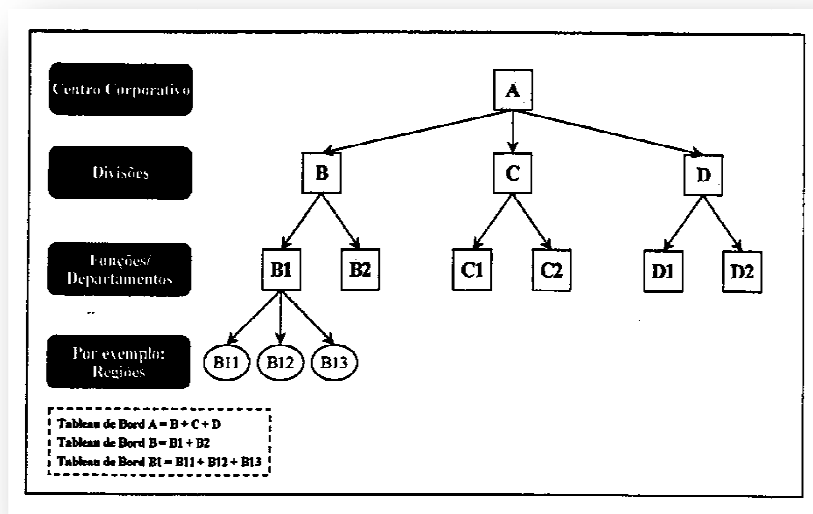 Centro Corporativo
A
Divisões
B
C
D
Funções/
Departamentos
B1
B2
C1
C2
D1
D2
Por exemplo:
Regiões
B11
B12
B13
Tableau de Bord A = B + C + D
Tableau de Bord B = B1 + B2
Tableau de Bord B1 = B11 + B12 + B13